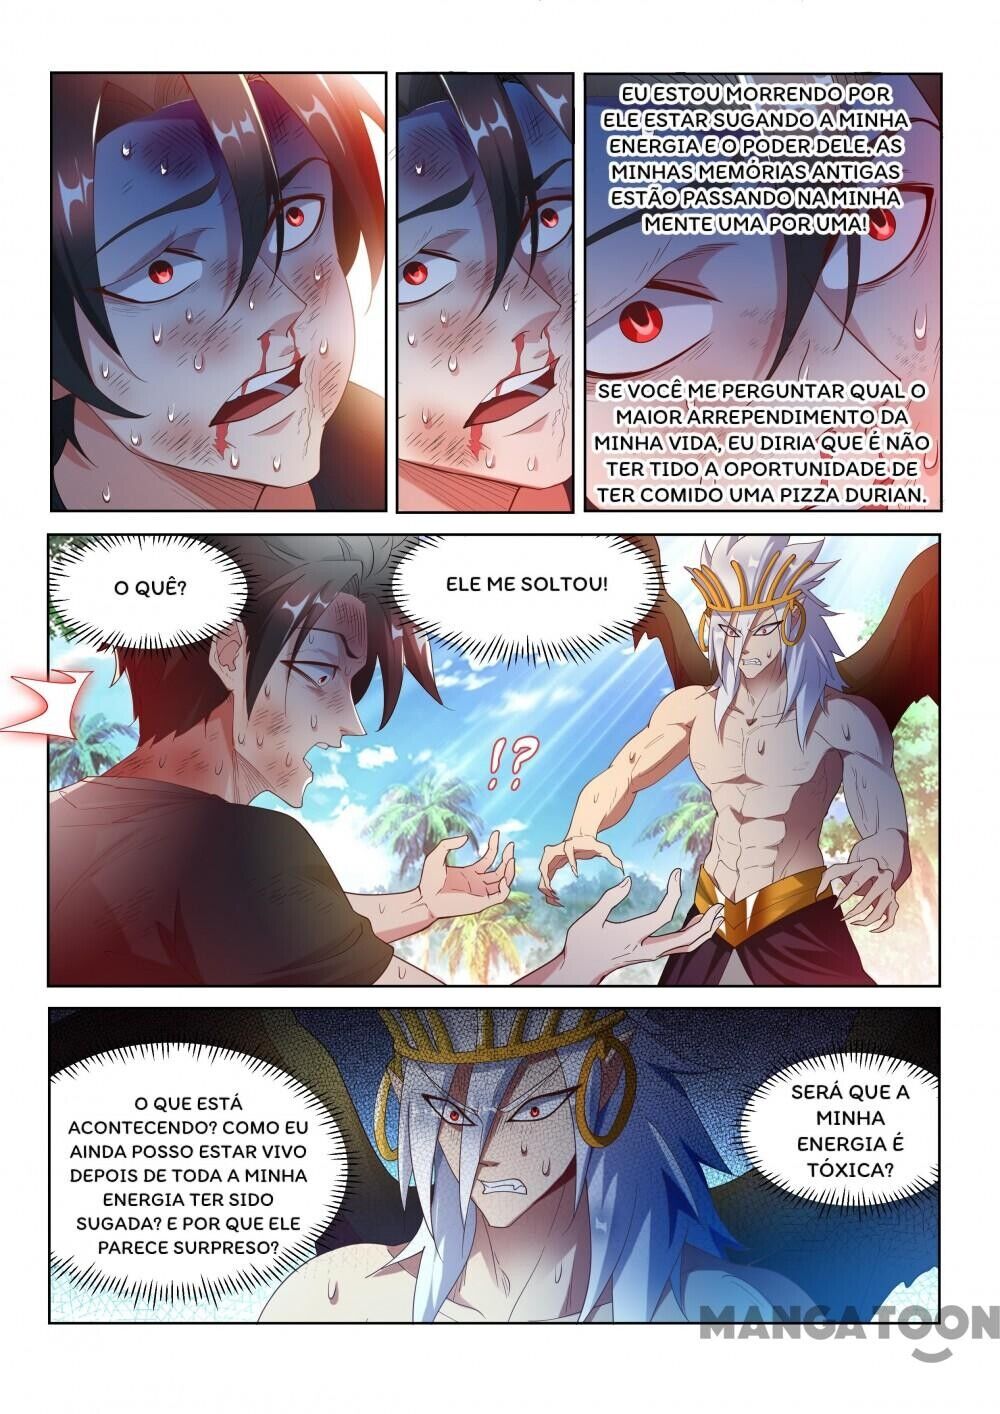 EU ESTOU MORRENDO POR
ELE ESTAR SUGANDO A MINHA
ENERGIA E O PODER DELE. AS
MINHAS MEMÓRIAS ANTIGAS
ESTÃO PASSANDO NA MINHA
MENTE UMA POR UMA!
SE VOCÊ ME PERGUNTAR QUAL O
MAIOR ARREPENDIMENTO DA
MINHA VIDA, EU DIRIA QUE É NÃO
TER TIDO A OPORTUNIDADE DE
TER COMIDO UMA PIZZA DURIAN.
O QUÊ?
ELE ME SOLTOU!
!?
O QUE ESTÁ
ACONTECENDO? COMO EU
AINDA POSSO ESTAR VIVO
DEPOIS DE TODA A MINHA
ENERGIA TER SIDO
SUGADA? E POR QUE ELE
PARECE SURPRESO?
SERÁ QUE A
MINHA
ENERGIA É
TÓXICA?
MANGATOON